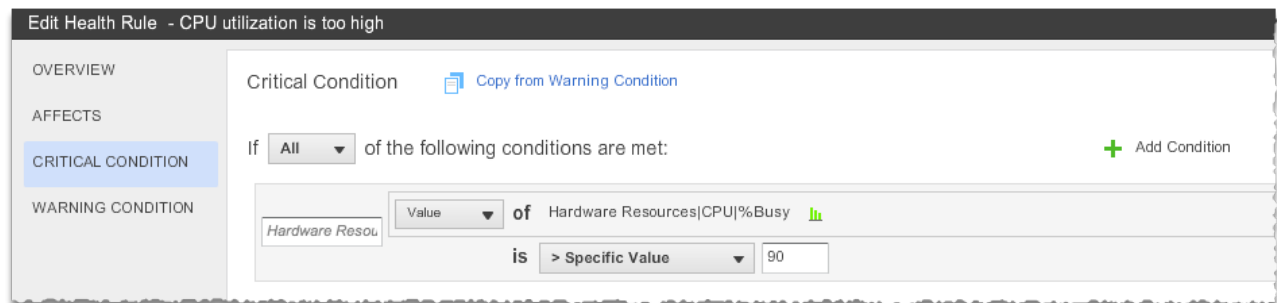 Edit Health Rule - CPU utilization is too high
OVERVIEW
AFFECTS
CRITICAL CONDITION
WARNING CONDITION
Critical Condition Copy from Warning Condition
If All of the following conditions are met: Add Condition
Hardware Resou
Value of Hardware Resources|CPU|%Busy
is > Specific Value 90